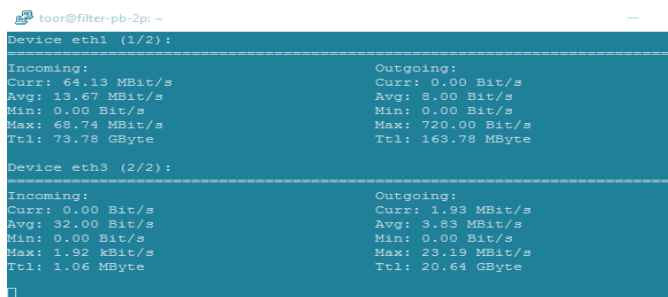 toor@filter-pb-2p: ~
Device eth1 (1/2):
Incoming: Outgoing:
Curr: 64.13 MBit/s Curr: 0.00 Bit/s
Avg: 13.67 MBit/s Avg: 8.00 Bit/s
Min: 0.00 Bit/s Min: 0.00 Bit/s
Max: 68.74 MBit/s Max: 720.00 Bit/s
Ttl: 73.78 GByte Ttl: 163.78 MByte
Device eth3 (2/2):
Incoming: Outgoing:
Curr: 0.00 Bit/s Curr: 1.93 MBit/s
Avg: 32.00 Bit/s Avg: 3.83 MBit/s
Min: 0.00 Bit/s Min: 0.00 Bit/s
Max: 1.92 kBit/s Max: 23.19 MBit/s
Ttl: 1.06 MByte Ttl: 20.64 GByte